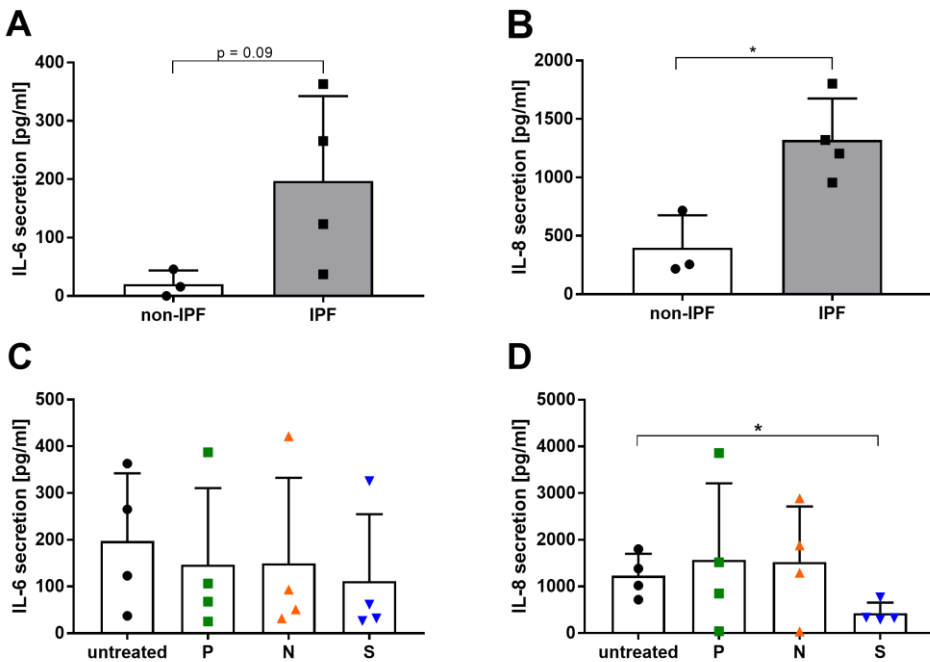 A
IL-6 secretion [pg/ml]
400
300
200
100
0
p = 0.09
non-IPF IPF
B
IL-8 secretion [pg/ml]
2000
1500
1000
500
0
*
non-IPF IPF
C
IL-6 secretion [pg/ml]
500
400
300
200
100
0
untreated P N S
D
IL-8 secretion [pg/ml]
5000
4000
3000
2000
1000
0
*
untreated P N S